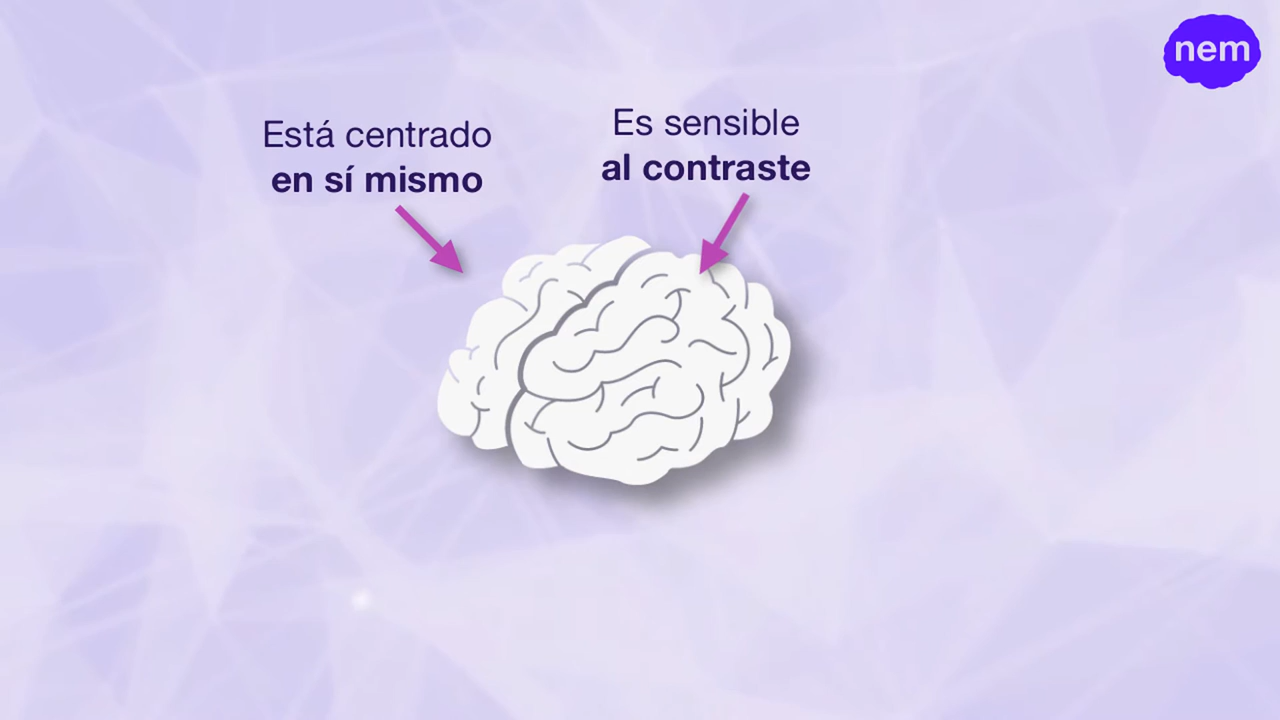 nem
Está centrado
en sí mismo
Es sensible
al contraste